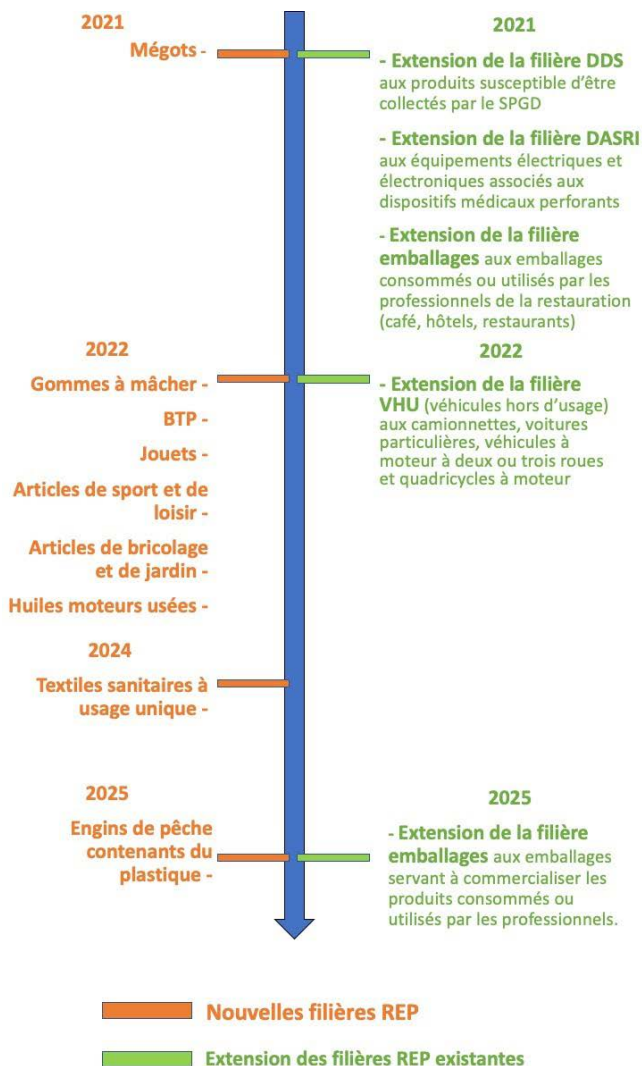 2021
Mégots -
2021
- Extension de la filière DDS
aux produits susceptible d'être
collectés par le SPGD
- Extension de la filière DASRI
aux équipements électriques et
électroniques associés aux
dispositifs médicaux perforants
- Extension de la filière
emballages aux emballages
consommés ou utilisés par les
professionnels de la restauration
(café, hôtels, restaurants)
2022
Gommes à mâcher -
BTP -
Jouets -
Articles de sport et de
loisir -
Articles de bricolage
et de jardin -
Huiles moteurs usées -
2022
- Extension de la filière
VHU (véhicules hors d'usage)
aux camionnettes, voitures
particulières, véhicules à
moteur à deux ou trois roues
et quadricycles à moteur
2024
Textiles sanitaires à
usage unique -
2025
Engins de pêche
contenants du
plastique -
2025
- Extension de la filière
emballages aux emballages
servant à commercialiser les
produits consommés ou
utilisés par les professionnels.
Nouvelles filières REP
Extension des filières REP existantes